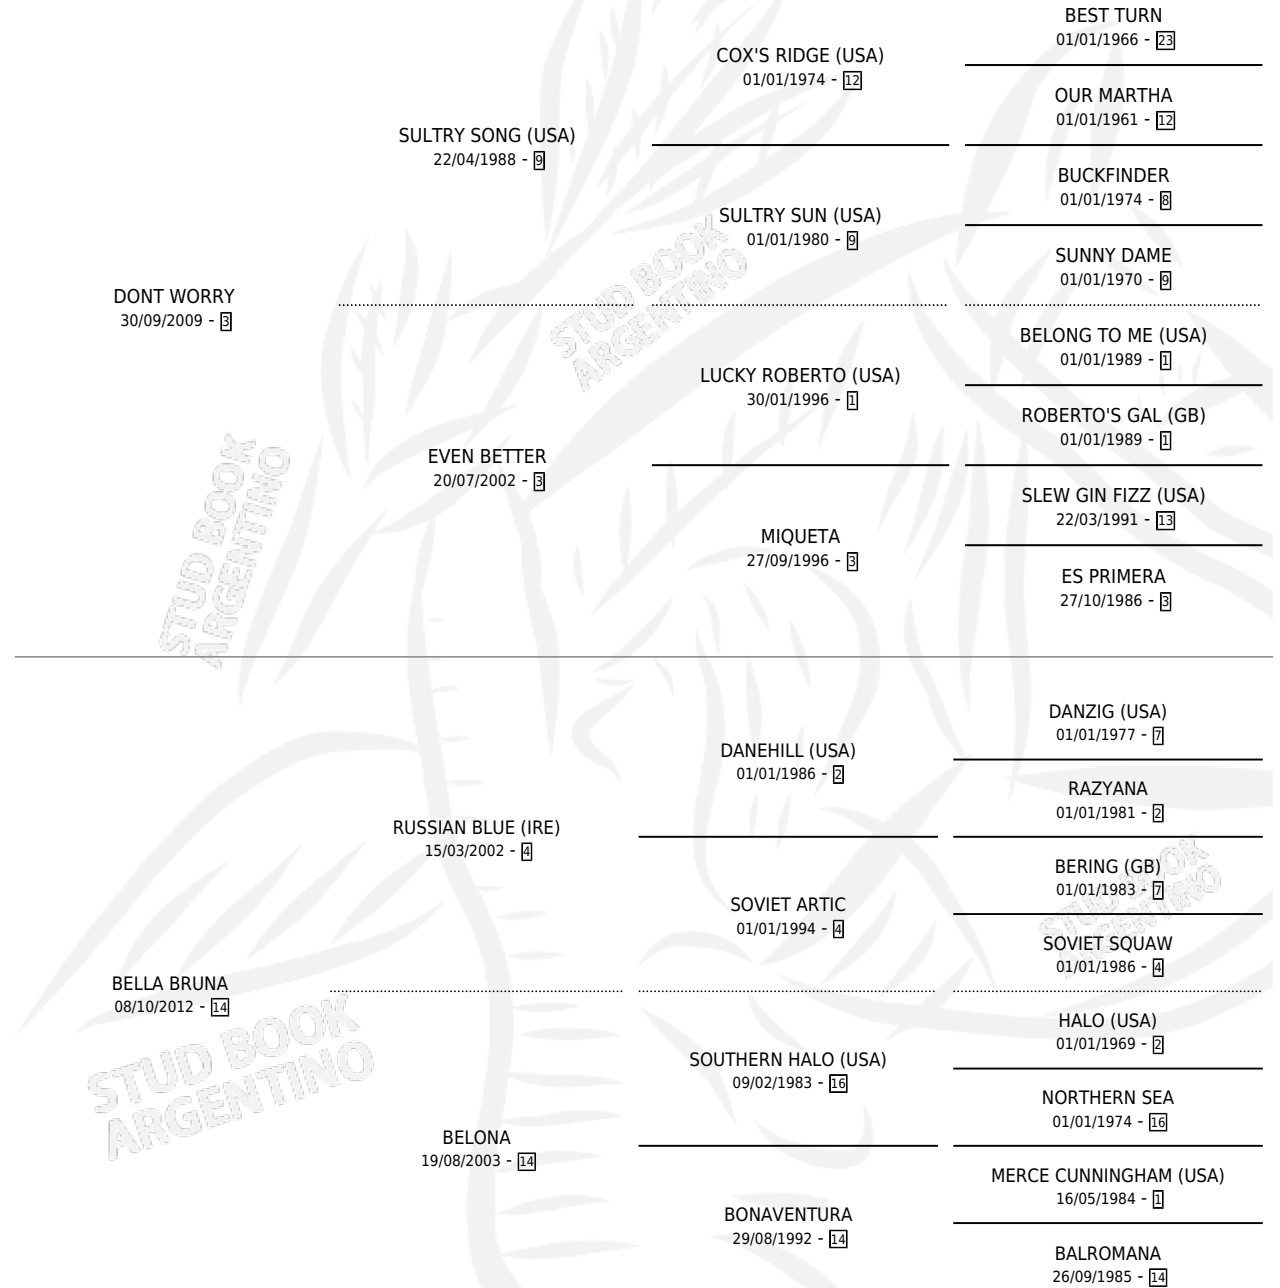 BEST TURN
01/01/1966 - 23
COX'S RIDGE (USA)
01/01/1974 - 12
OUR MARTHA
01/01/1961 - 12
SULTRY SONG (USA)
22/04/1988 - 9
BUCKFINDER
01/01/1974 - 8
SULTRY SUN (USA)
01/01/1980 - 9
SUNNY DAME
01/01/1970 - 9
DONT WORRY
30/09/2009 - 3
STUD BOOK
ARGENTINO
BELONG TO ME (USA)
01/01/1989 - 1
LUCKY ROBERTO (USA)
30/01/1996 - 1
ROBERTO'S GAL (GB)
01/01/1989 - 1
EVEN BETTER
20/07/2002 - 3
SLEW GIN FIZZ (USA)
22/03/1991 - 13
MIQUETA
27/09/1996 - 3
ES PRIMERA
27/10/1986 - 3
STUD BOOK
ARGENTINO
DANZIG (USA)
01/01/1977 - 7
DANEHILL (USA)
01/01/1986 - 2
RAZYANA
01/01/1981 - 2
RUSSIAN BLUE (IRE)
15/03/2002 - 4
BERING (GB)
01/01/1983 - 7
SOVIET ARTIC
01/01/1994 - 4
SOVIET SQUAW
01/01/1986 - 4
STUD BOOK
ARGENTINO
BELLA BRUNA
08/10/2012 - 14
HALO (USA)
01/01/1969 - 2
SOUTHERN HALO (USA)
09/02/1983 - 16
NORTHERN SEA
01/01/1974 - 16
STUD BOOK
ARGENTINO
BELONA
19/08/2003 - 14
MERCE CUNNINGHAM (USA)
16/05/1984 - 1
BONAVENTURA
29/08/1992 - 14
BALROMANA
26/09/1985 - 14